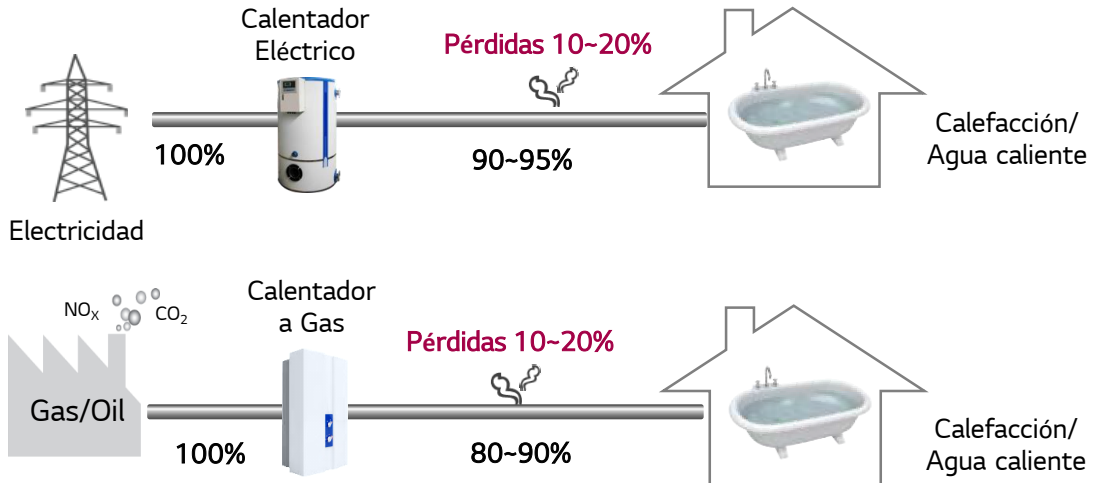 Calentador
Eléctrico
Pérdidas 10~20%
100%
90~95%
Calefacción/
Agua caliente
Electricidad
NOX
CO2
Calentador
a Gas
Pérdidas 10~20%
Gas/Oil
100%
80~90%
Calefacción/
Agua caliente